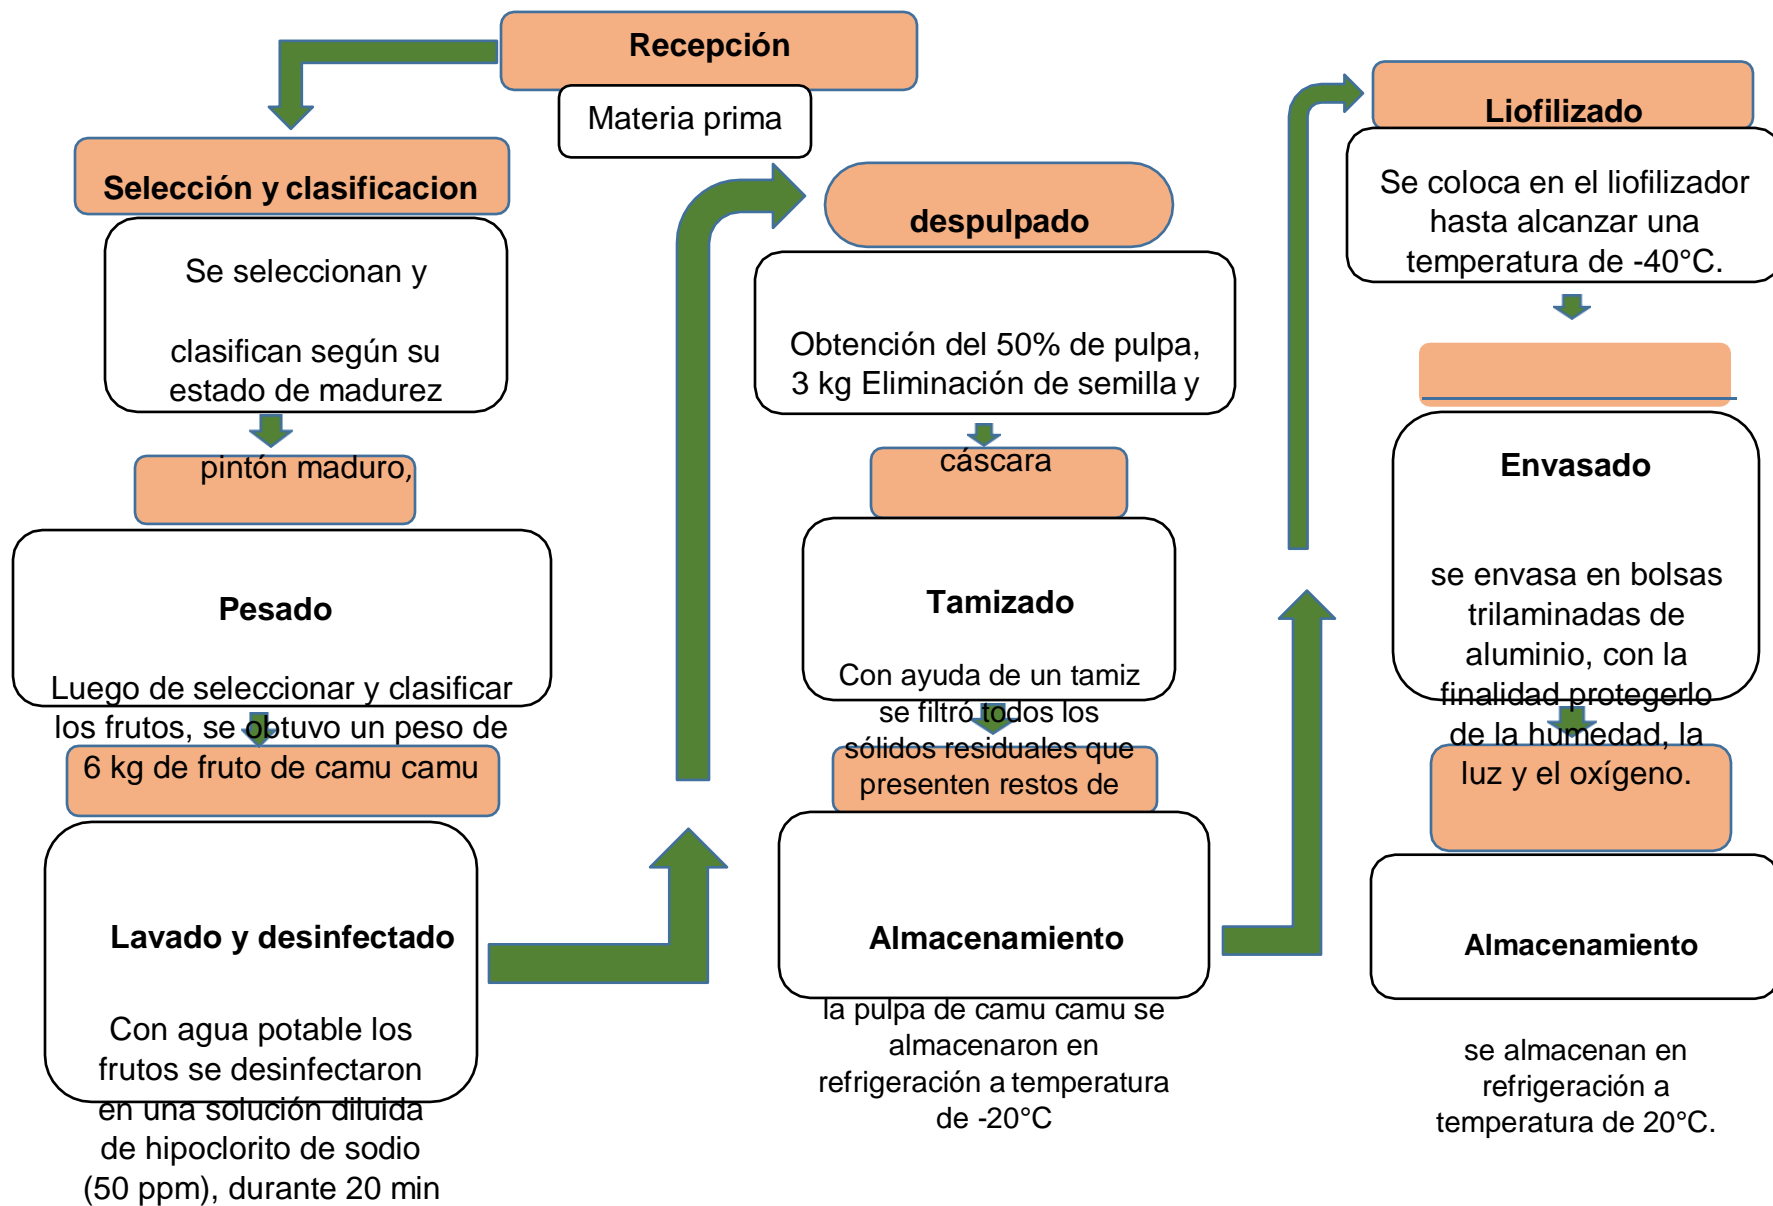 Recepción
Materia prima
Selección y clasificacion
Se seleccionan y
clasifican según su
estado de madurez
pintón maduro,
Pesado
Luego de seleccionar y clasificar
los frutos, se obtuvo un peso de
6 kg de fruto de camu camu
Lavado y desinfectado
Con agua potable los
frutos se desinfectaron
en una solución diluida
de hipoclorito de sodio
(50 ppm), durante 20 min
despulpado
Obtención del 50% de pulpa,
3 kg Eliminación de semilla y
cáscara
Tamizado
Con ayuda de un tamiz
se filtró todos los
sólidos residuales que
presenten restos de
Almacenamiento
la pulpa de camu camu se
almacenaron en
refrigeración a temperatura
de -20°C
Liofilizado
Se coloca en el liofilizador
hasta alcanzar una
temperatura de -40°C.
Envasado
se envasa en bolsas
trilaminadas de
aluminio, con la
finalidad protegerlo
de la humedad, la
luz y el oxígeno.
Almacenamiento
se almacenan en
refrigeración a
temperatura de 20°C.